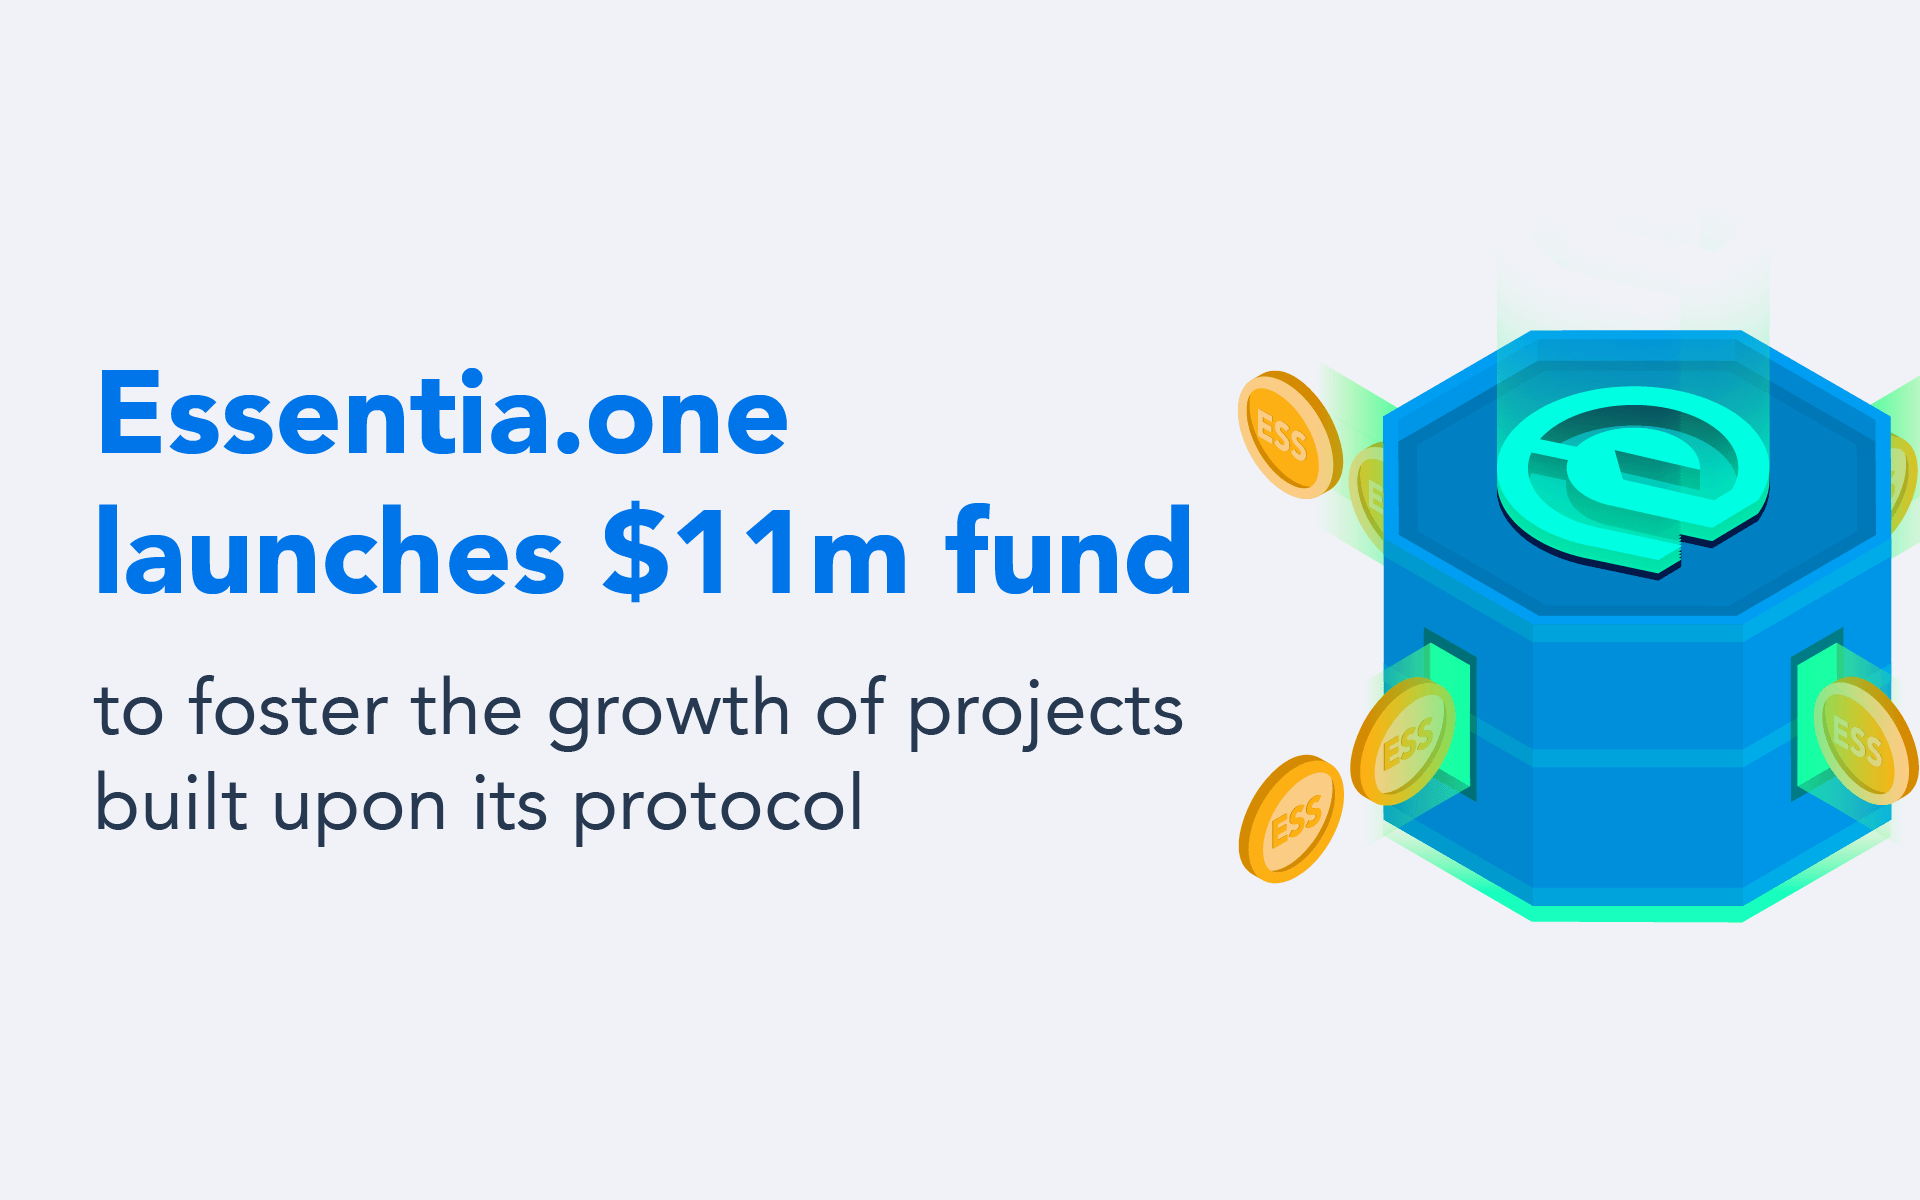 Essentia.one
launches $11m fund
to foster the growth of projects
built upon its protocol
ESS
E
ESS
ESS
ESS